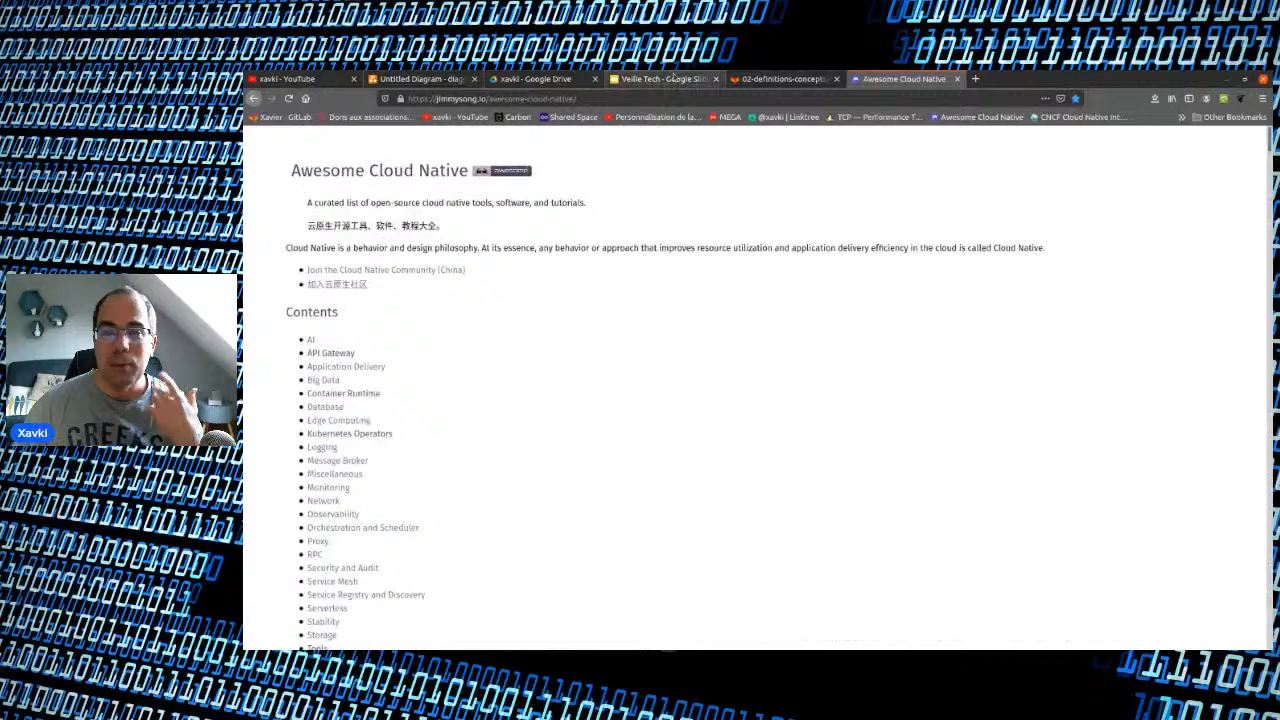 xavki - YouTube
Untitled Diagram - diag
xavki - Google Drive
Veille Tech - Google Slid
02-definitions-concepts
Awesome Cloud Native
https://jimmysong.io/awesome-cloud-native/
Xavier · GitLab
Dons aux associations...
xavki - YouTube
Carbon
Shared Space
Personnalisation de la...
MEGA
@xavki | Linktree
TCP — Performance T...
Awesome Cloud Native
CNCF Cloud Native Int...
Other Bookmarks
Awesome Cloud Native
A curated list of open-source cloud native tools, software, and tutorials.
云原生开源工具、软件、教程大全。
Cloud Native is a behavior and design philosophy. At its essence, any behavior or approach that improves resource utilization and application delivery efficiency in the cloud is called Cloud Native.
Join the Cloud Native Community (China)
加入云原生社区
Contents
AI
API Gateway
Application Delivery
Big Data
Container Runtime
Database
Edge Computing
Kubernetes Operators
Logging
Message Broker
Miscellaneous
Monitoring
Network
Observability
Orchestration and Scheduler
Proxy
RPC
Security and Audit
Service Mesh
Service Registry and Discovery
Serverless
Stability
Storage
Tools
Xavki
CREEKS